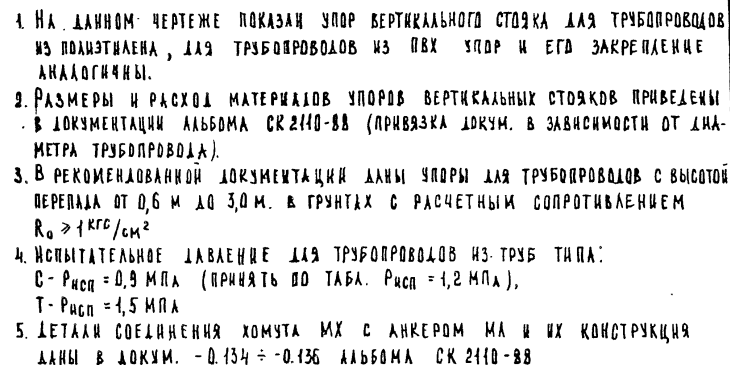 1. На данном чертеже показан упор вертикального стояка для трубопроводов
из полиэтилена, для трубопроводов из ПВХ упор и его закрепление
аналогичны.
2. Размеры и расход материалов упоров вертикальных стояков приведены
в документации альбома СК 2110-88 (привязка докум. в зависимости от диа-
метра трубопровода).
3. В рекомендованной документации даны упоры для трубопроводов с высотой
перепада от 0,6 м до 3,0 м. в грунтах с расчетным сопротивлением
R₀ ⩾ 1 кгс/см²
4. Испытательное давление для трубопроводов из труб типа:
С - Рисп = 0,9 МПа (принять по табл. Рисп = 1,2 МПа),
Т - Рисп = 1,5 МПа
5. Детали соединения хомута МХ с анкером МА и их конструкция
даны в докум. - 0.134 ÷ - 0.136 альбома СК 2110-88